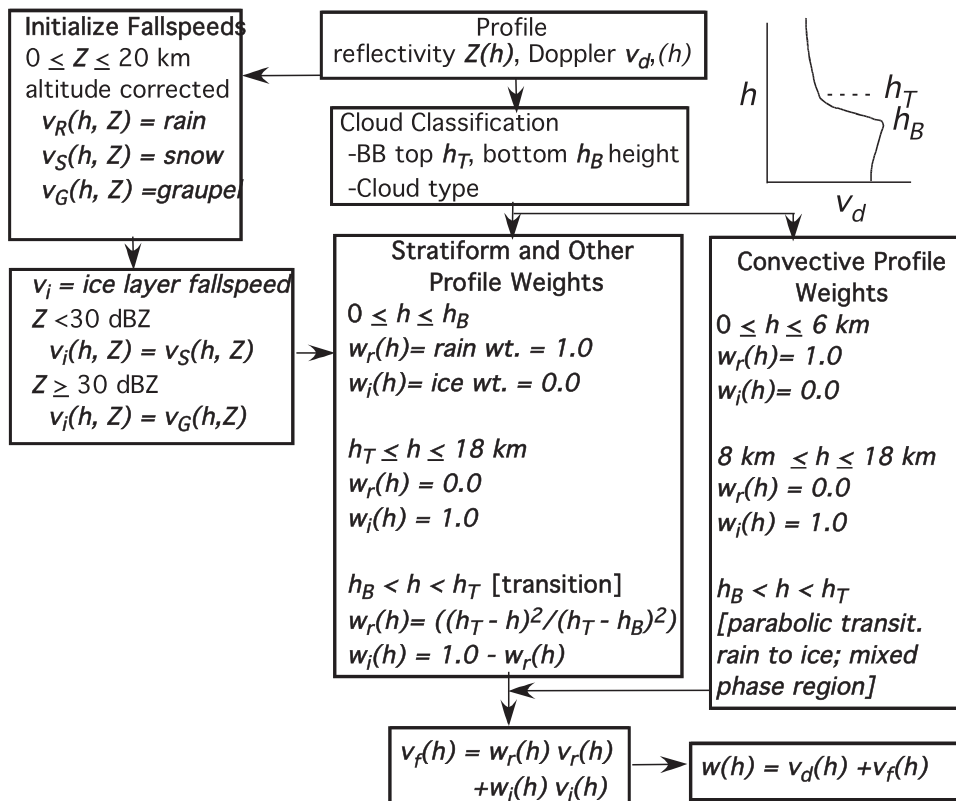 Initialize Fallspeeds
0 ≤ Z ≤ 20 km
altitude corrected
v_R(h, Z) = rain
v_S(h, Z) = snow
v_G(h, Z) =graupel
Profile
reflectivity Z(h), Doppler v_d,(h)
Cloud Classification
-BB top h_T, bottom h_B height
-Cloud type
h
h_T
h_B
v_d
v_i = ice layer fallspeed
Z <30 dBZ
v_i(h, Z) = v_S(h, Z)
Z ≥ 30 dBZ
v_i(h, Z) = v_G(h,Z)
Stratiform and Other
Profile Weights
0 ≤ h ≤ h_B
w_r(h)= rain wt. = 1.0
w_i(h)= ice wt. = 0.0
h_T ≤ h ≤ 18 km
w_r(h) = 0.0
w_i(h) = 1.0
h_B < h < h_T [transition]
w_r(h)= ((h_T - h)²/(h_T - h_B)²)
w_i(h) = 1.0 - w_r(h)
Convective Profile
Weights
0 ≤ h ≤ 6 km
w_r(h)= 1.0
w_i(h) = 0.0
8 km ≤ h ≤ 18 km
w_r(h) = 0.0
w_i(h) = 1.0
h_B < h < h_T
[parabolic transit.
rain to ice; mixed
phase region]
v_f(h) = w_r(h) v_r(h)
+w_i(h) v_i(h)
w(h) = v_d(h) +v_f(h)